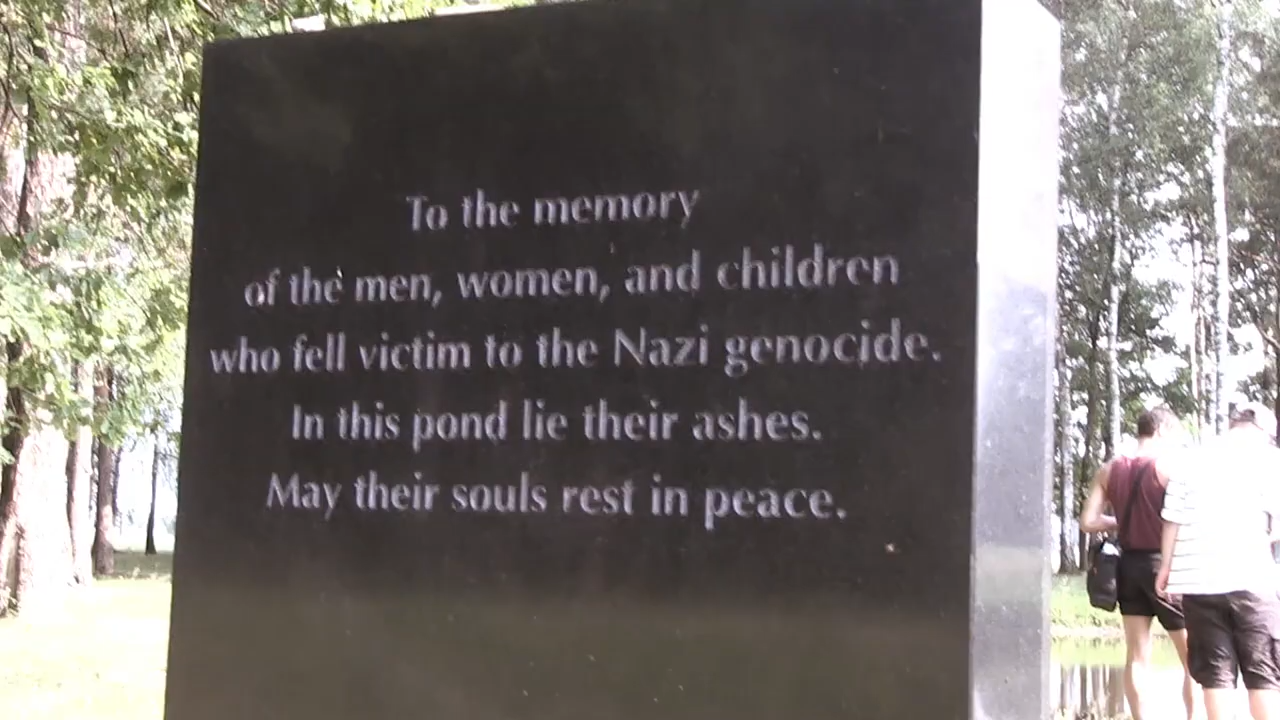 To the memory
of the men, women, and children
who fell victim to the Nazi genocide.
In this pond lie their ashes.
May their souls rest in peace.